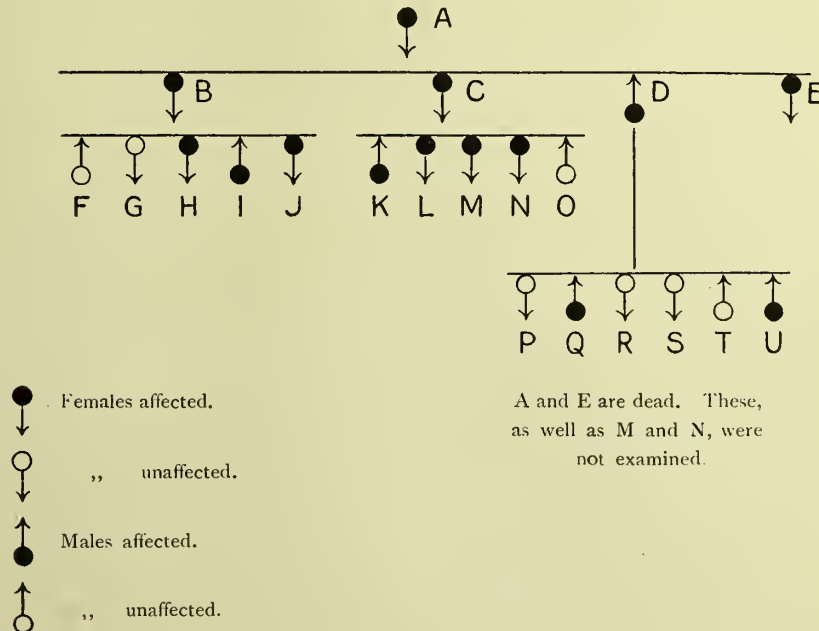 A
B C D E
F G H I J K L M N O
P Q R S T U
Females affected.
,, unaffected.
Males affected.
,, unaffected.
A and E are dead. These,
as well as M and N, were
not examined.